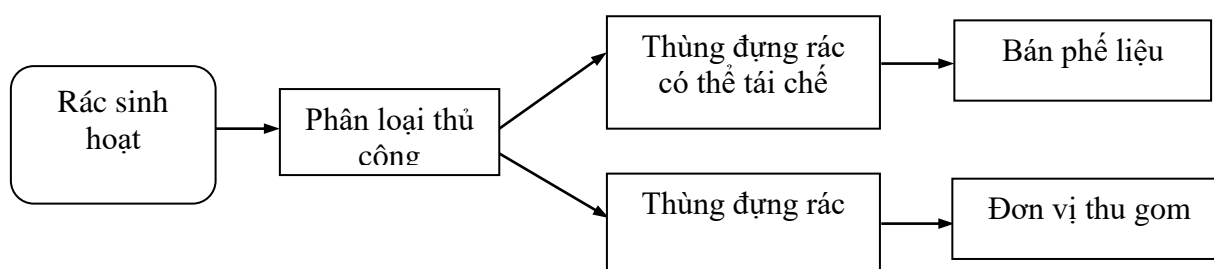 Rác sinh
hoạt
Phân loại thủ
công
Thùng đựng rác
có thể tái chế
Bán phế liệu
Thùng đựng rác
Đơn vị thu gom